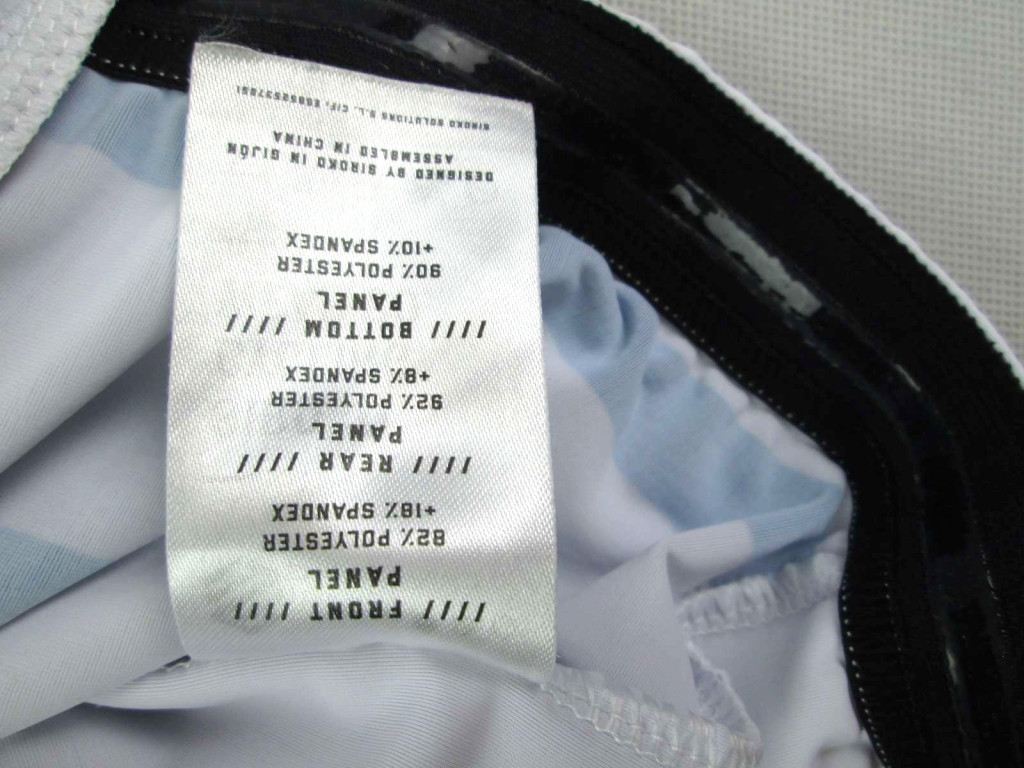 //// FRONT ////
PANEL
82% POLYESTER
+18% SPANDEX
//// REAR ////
PANEL
92% POLYESTER
+8% SPANDEX
//// BOTTOM ////
PANEL
90% POLYESTER
+10% SPANDEX
DESIGNED BY SIROKO IN GIJÓN
ASSEMBLED IN CHINA
SIROKO SOLUTIONS S.L. CIF,